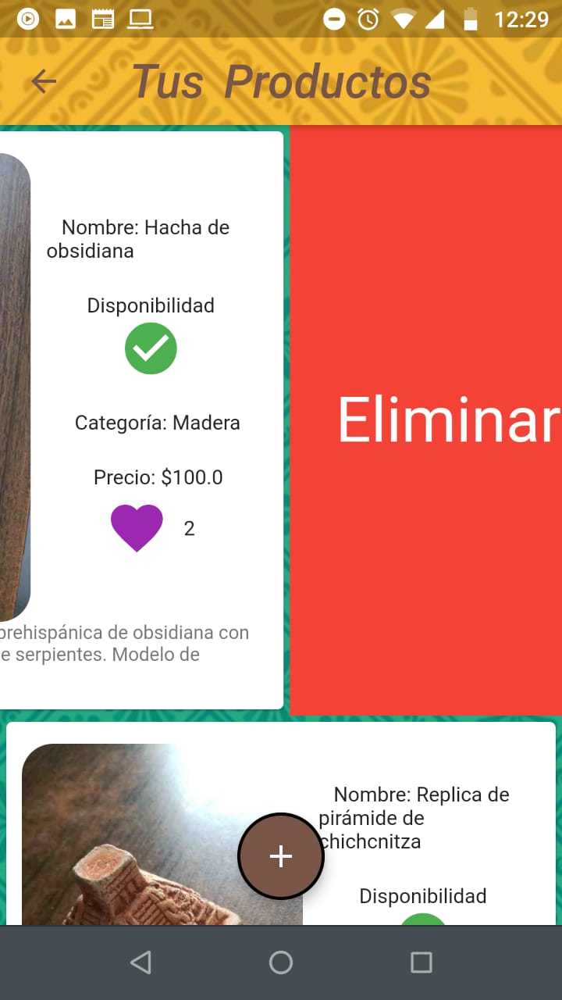 12:29
Tus Productos
Nombre: Hacha de
obsidiana
Disponibilidad
Categoría: Madera
Precio: $100.0
2
prehispánica de obsidiana con
e serpientes. Modelo de
Eliminar
Nombre: Replica de
pirámide de
chichcnitza
Disponibilidad